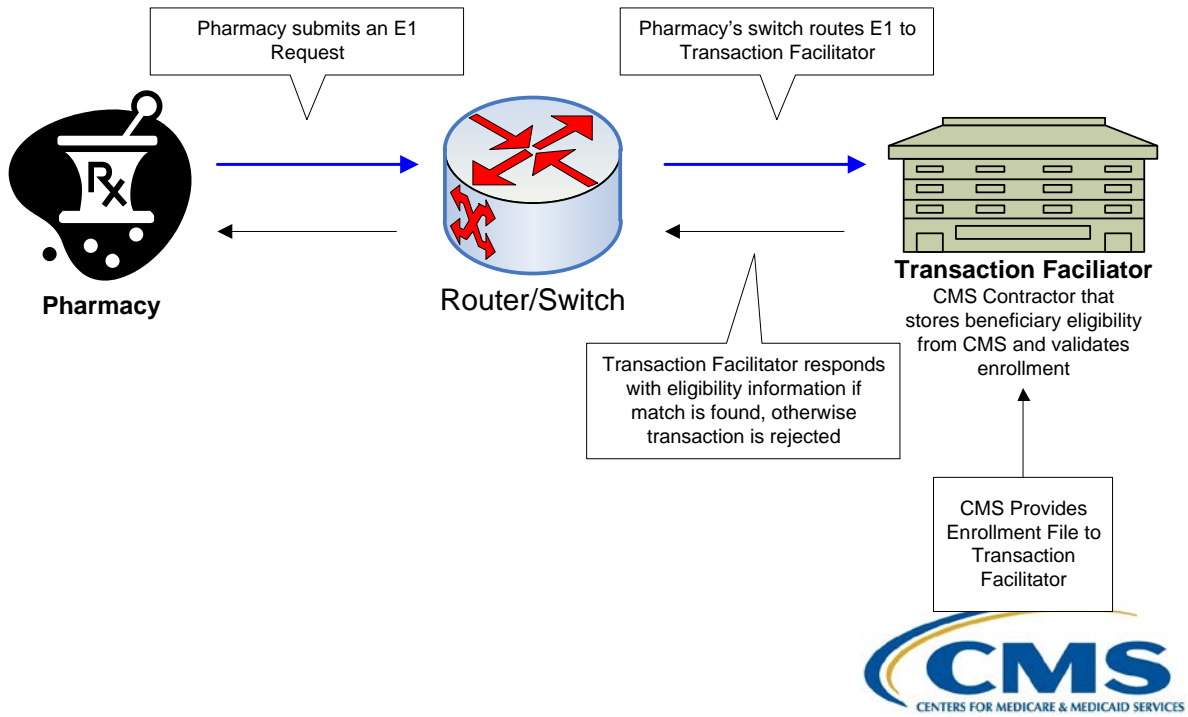 Pharmacy submits an E1
Request
Pharmacy's switch routes E1 to
Transaction Facilitator
Rx
Pharmacy
Router/Switch
Transaction Faciliator
CMS Contractor that
stores beneficiary eligibility
from CMS and validates
enrollment
Transaction Facilitator responds
with eligibility information if
match is found, otherwise
transaction is rejected
CMS Provides
Enrollment File to
Transaction
Facilitator
CMS
CENTERS FOR MEDICARE & MEDICAID SERVICES